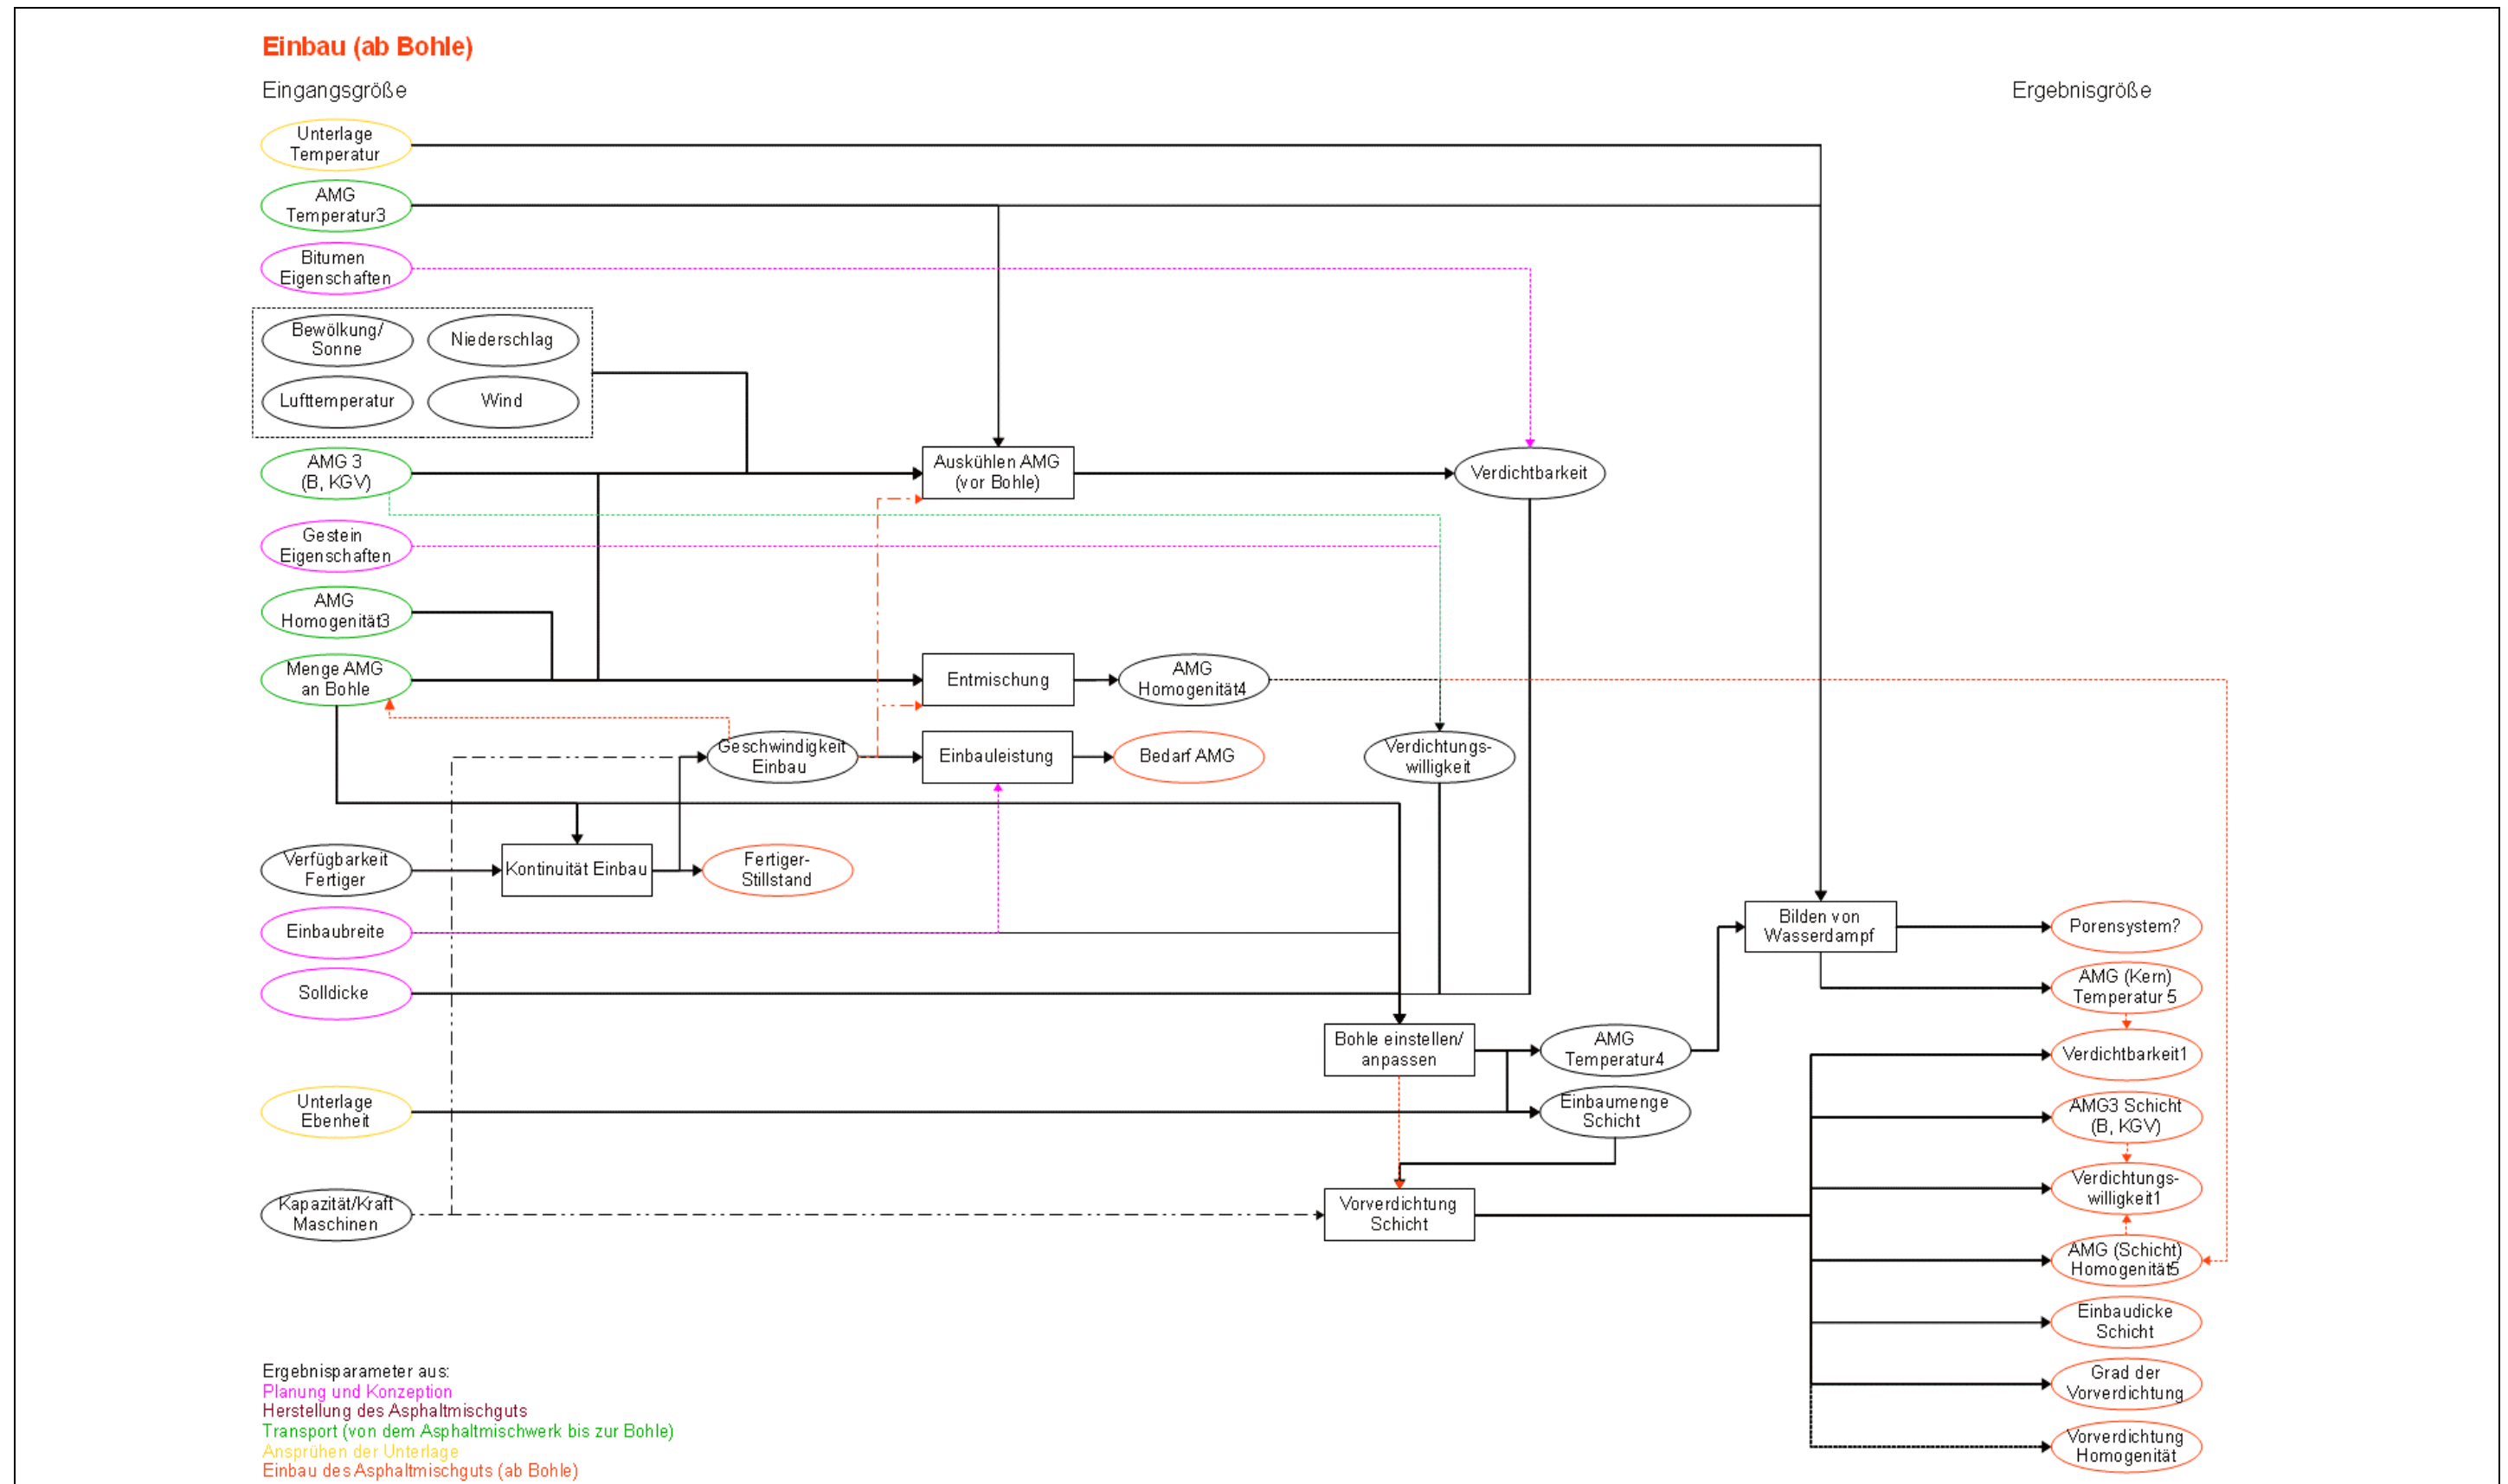 Einbau (ab Bohle)
Eingangsgröße
Ergebnisgröße
Unterlage
Temperatur
AMG
Temperatur3
Bitumen
Eigenschaften
Bewölkung/
Sonne
Niederschlag
Lufttemperatur
Wind
AMG 3
(B, KGV)
Auskühlen AMG
(vor Bohle)
Verdichtbarkeit
Gestein
Eigenschaften
AMG
Homogenität3
Menge AMG
an Bohle
Entmischung
AMG
Homogenität4
Geschwindigkeit
Einbau
Einbauleistung
Bedarf AMG
Verdichtungs-
willigkeit
Verfügbarkeit
Fertiger
Kontinuität Einbau
Fertiger-
Stillstand
Einbaubreite
Bilden von
Wasserdampf
Porensystem?
Solldicke
AMG (Kern)
Temperatur 5
Bohle einstellen/
anpassen
AMG
Temperatur4
Verdichtbarkeit1
Unterlage
Ebenheit
Einbaumenge
Schicht
AMG3 Schicht
(B, KGV)
Verdichtungs-
willigkeit1
Kapazität/Kraft
Maschinen
Vorverdichtung
Schicht
AMG (Schicht)
Homogenität5
Einbaudicke
Schicht
Grad der
Vorverdichtung
Vorverdichtung
Homogenität
Ergebnisparameter aus:
Planung und Konzeption
Herstellung des Asphaltmischguts
Transport (von dem Asphaltmischwerk bis zur Bohle)
Ansprühen der Unterlage
Einbau des Asphaltmischguts (ab Bohle)